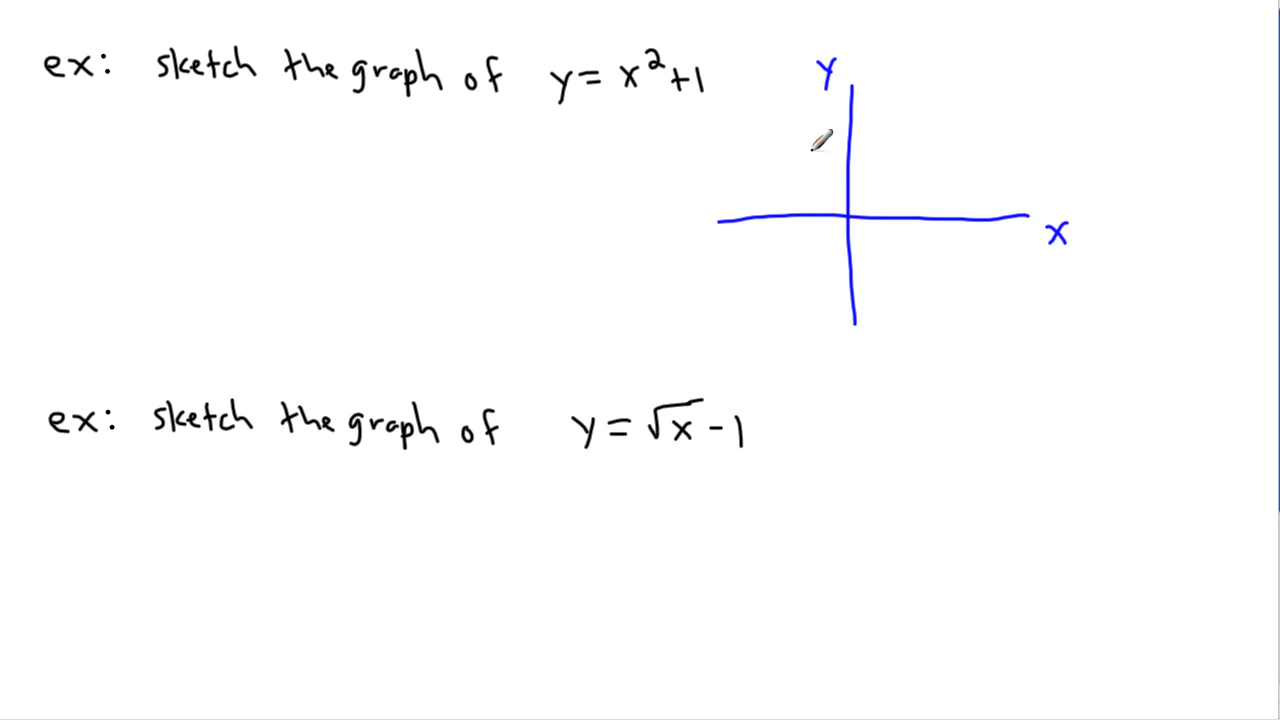 ex: sketch the graph of y = x²+1
y
x
ex: sketch the graph of y = √x - 1